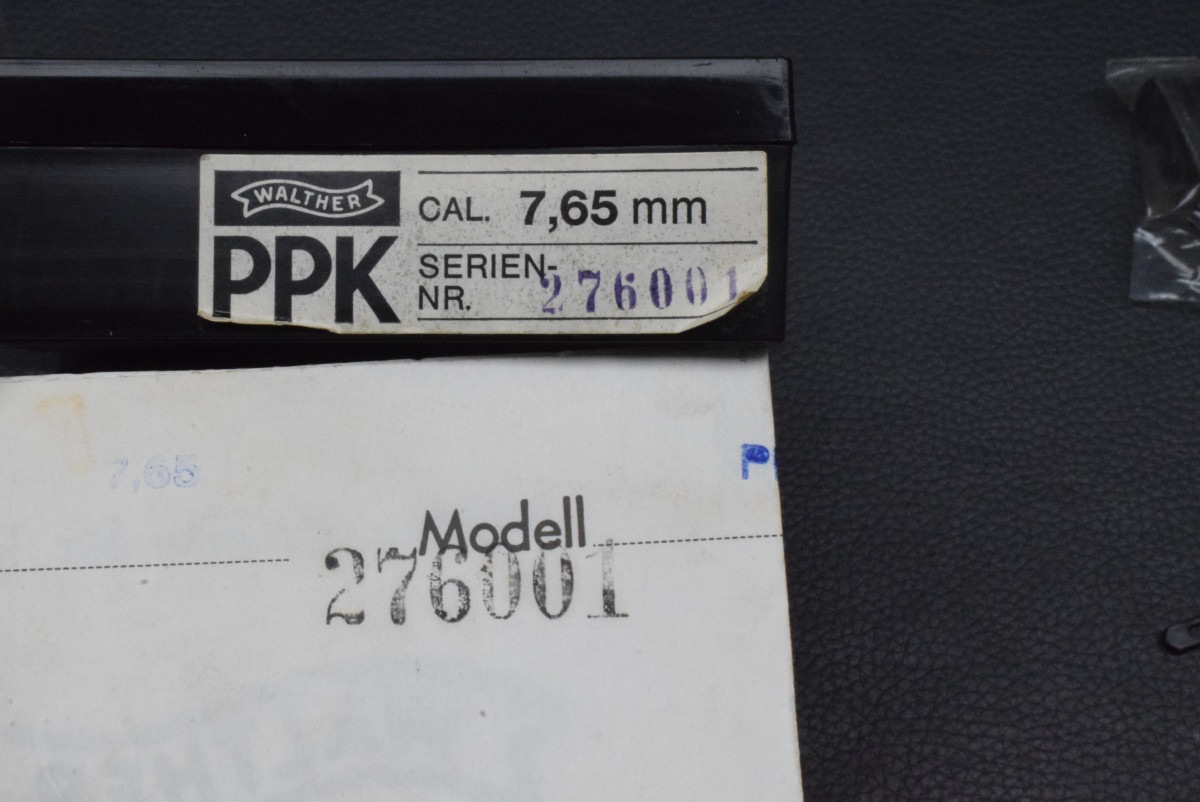 WALTHER
PPK
CAL. 7,65 mm
SERIEN-
NR. 276001
7,65
P
Modell
276001